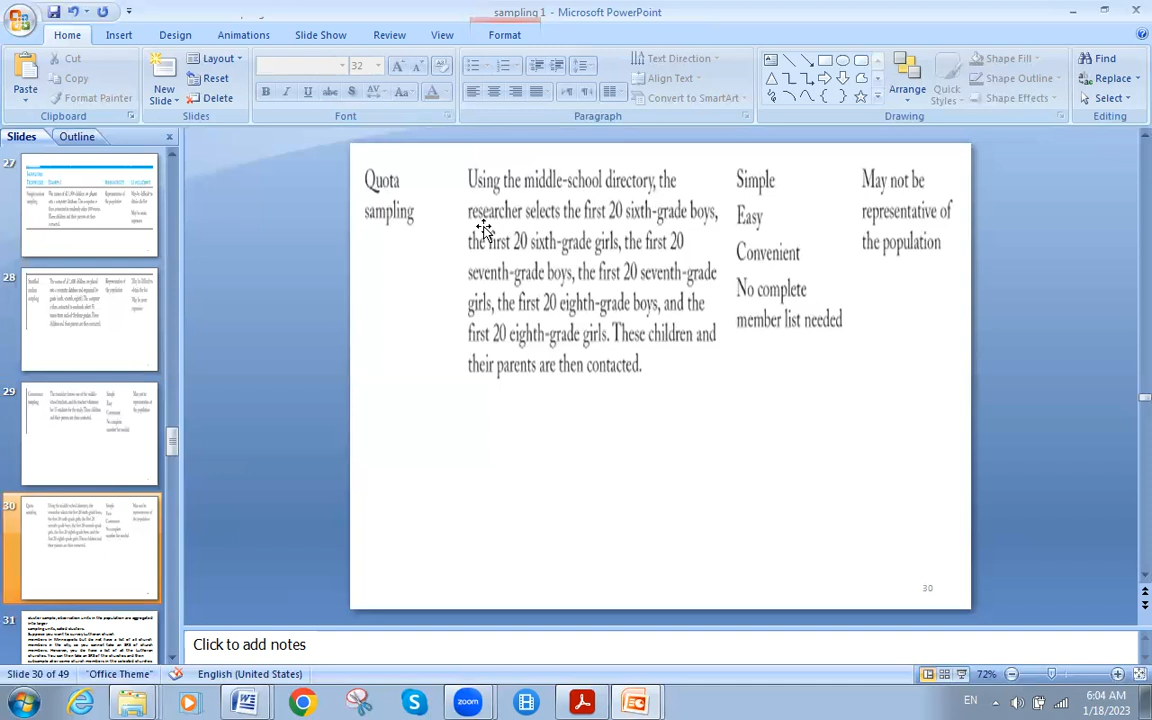 sampling 1 - Microsoft PowerPoint
Home Insert Design Animations Slide Show Review View Format
Paste
Cut
Copy
Format Painter
Clipboard
New Slide
Layout
Reset
Delete
Slides
32
Font
Text Direction
Align Text
Convert to SmartArt
Paragraph
Arrange
Quick Styles
Shape Fill
Shape Outline
Shape Effects
Drawing
Find
Replace
Select
Editing
Slides Outline
27
28
29
30
31
Quota
sampling
Using the middle-school directory, the
researcher selects the first 20 sixth-grade boys,
the first 20 sixth-grade girls, the first 20
seventh-grade boys, the first 20 seventh-grade
girls, the first 20 eighth-grade boys, and the
first 20 eighth-grade girls. These children and
their parents are then contacted.
Simple
Easy
Convenient
No complete
member list needed
May not be
representative of
the population
30
Click to add notes
Slide 30 of 49 "Office Theme" English (United States) 72%
zoom
EN
6:04 AM
1/18/2023